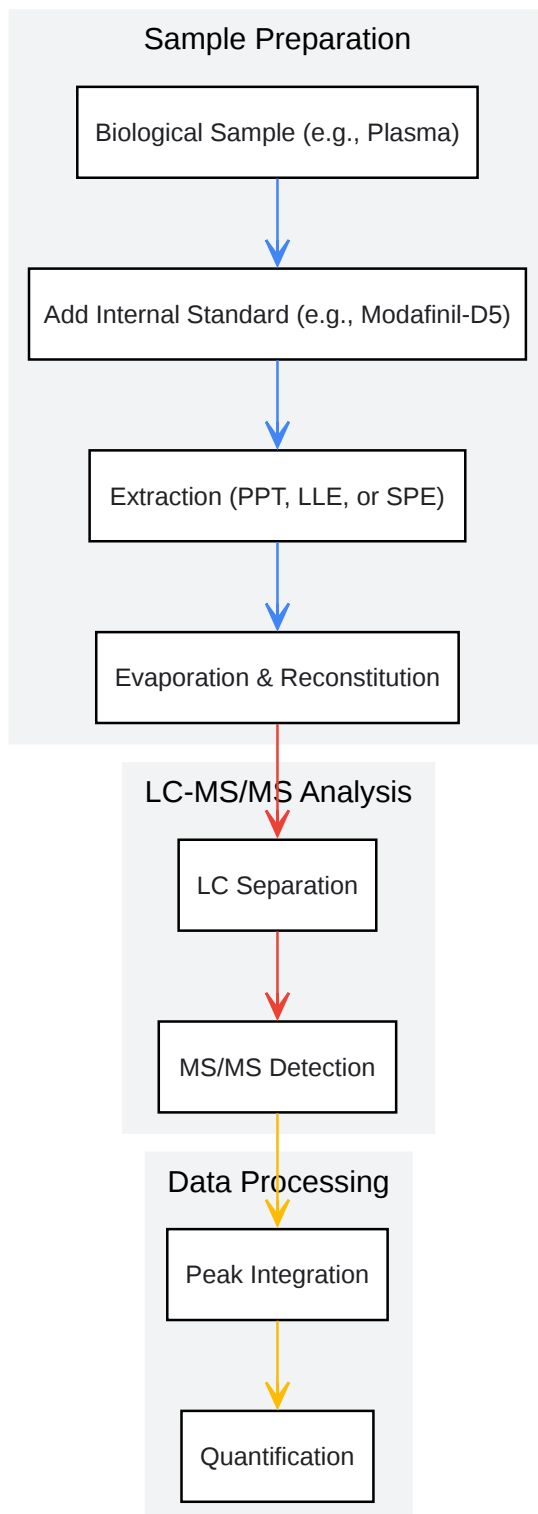 Sample Preparation
Biological Sample (e.g., Plasma)
Add Internal Standard (e.g., Modafinil-D5)
Extraction (PPT, LLE, or SPE)
Evaporation & Reconstitution
LC-MS/MS Analysis
LC Separation
MS/MS Detection
Data Processing
Peak Integration
Quantification